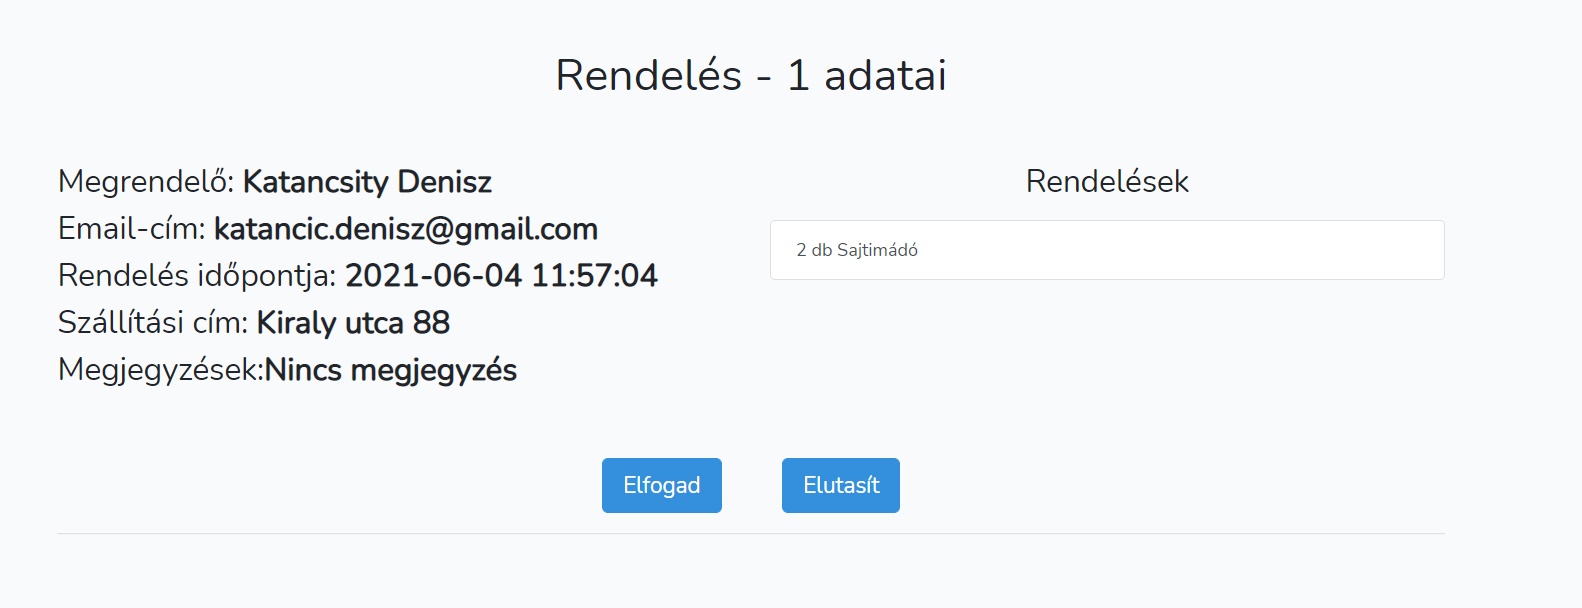 Rendelés - 1 adatai
Megrendelő: Katancsity Denisz
Email-cím: katancic.denisz@gmail.com
Rendelés időpontja: 2021-06-04 11:57:04
Szállítási cím: Kiraly utca 88
Megjegyzések:Nincs megjegyzés
Rendelések
2 db Sajtimádó
Elfogad
Elutasít